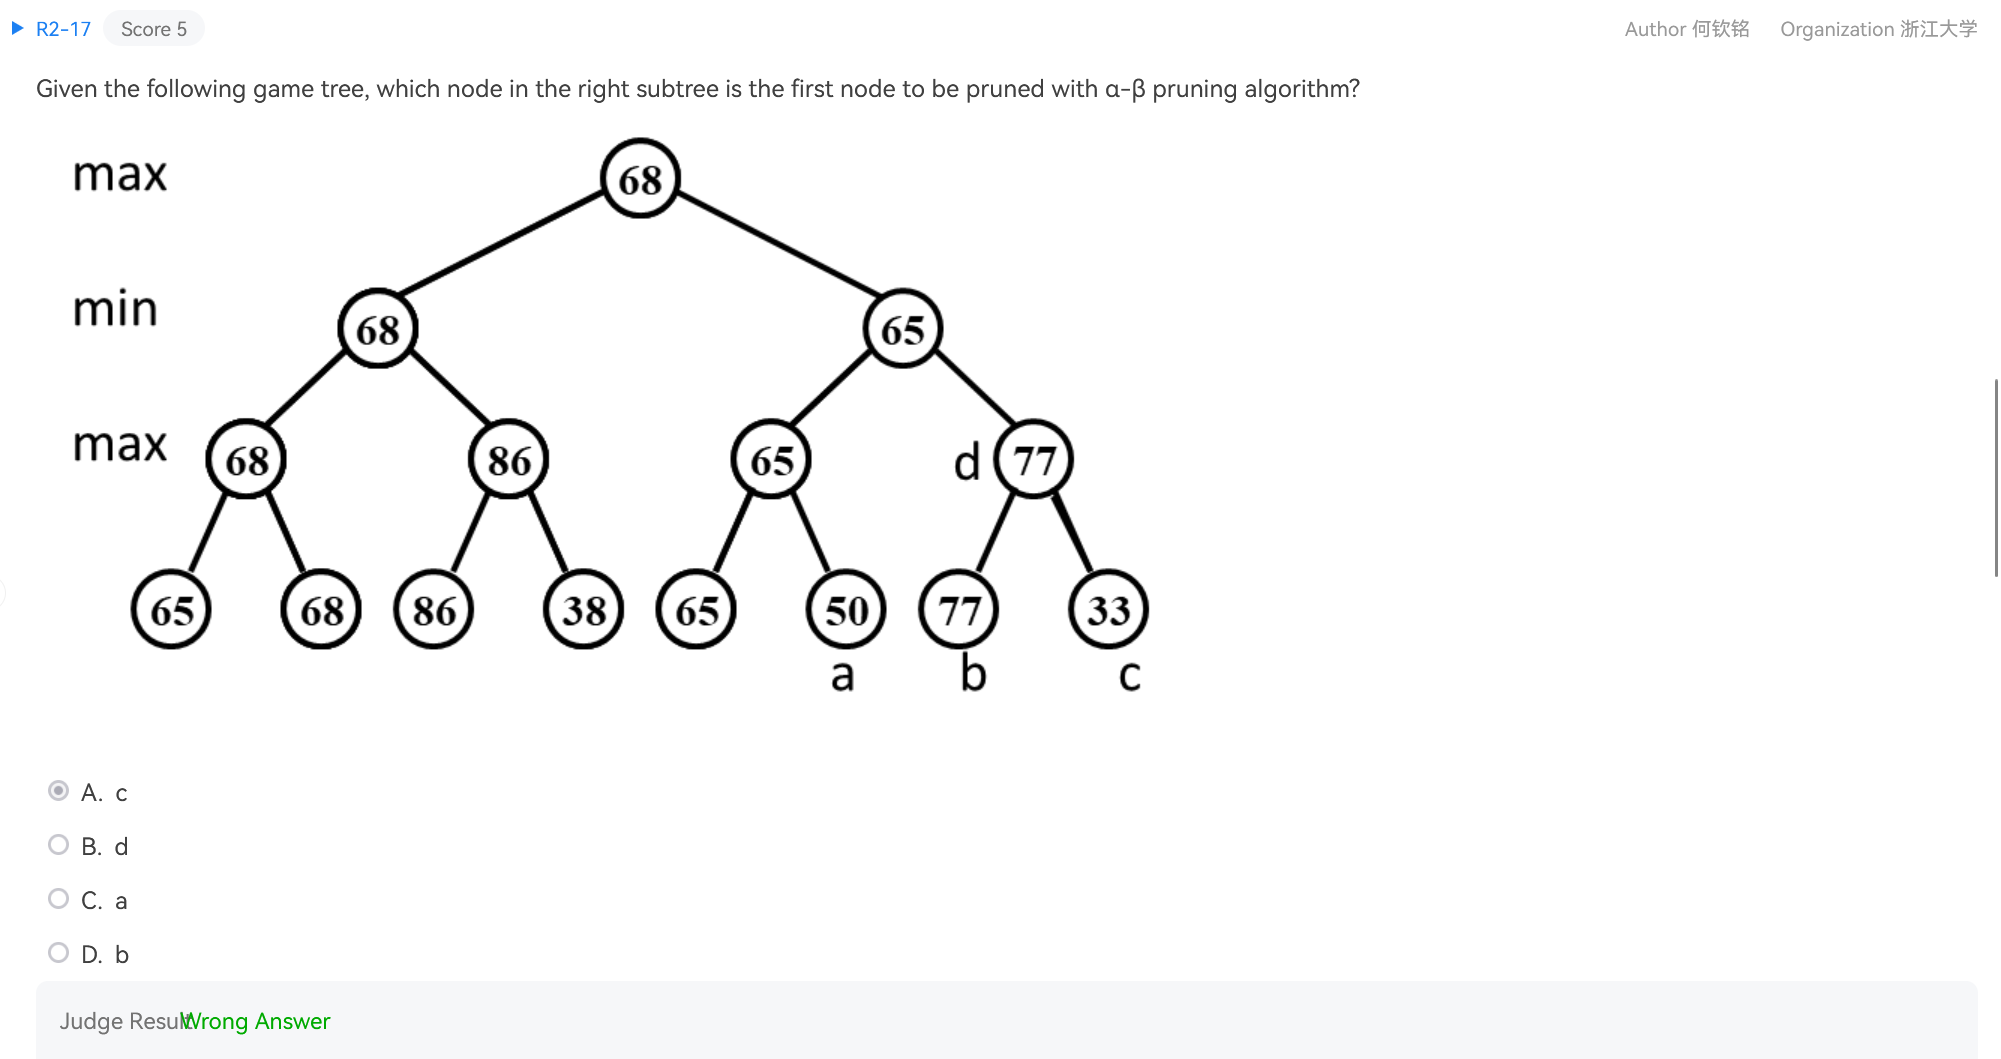 R2-17 Score 5 Author 何钦铭 Organization 浙江大学
Given the following game tree, which node in the right subtree is the first node to be pruned with α-β pruning algorithm?
max 68
min 68 65
max 68 86 65 d 77
65 68 86 38 65 50 77 33
a b c
A. c
B. d
C. a
D. b
Judge Result Wrong Answer